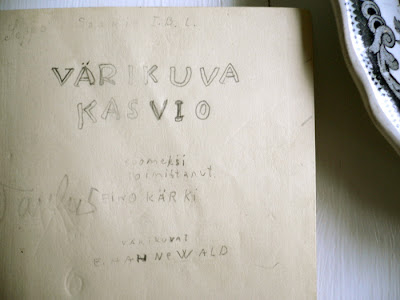 VÄRIKUVA
KASVIO
suomeksi
toimittanut
EINO KÄRKI
VÄRIKUVAT
E. HAHNEWALD